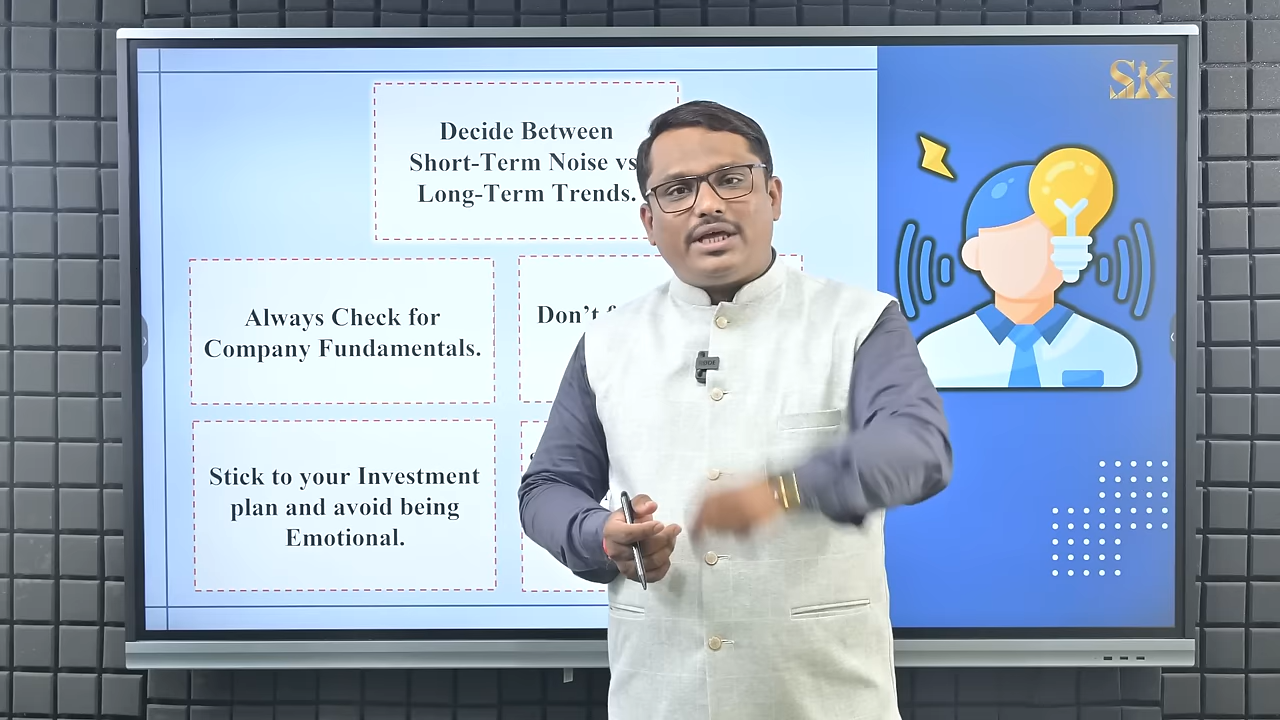 SK
Decide Between
Short-Term Noise vs
Long-Term Trends.
Always Check for
Company Fundamentals.
Don't
Stick to your Investment
plan and avoid being
Emotional.